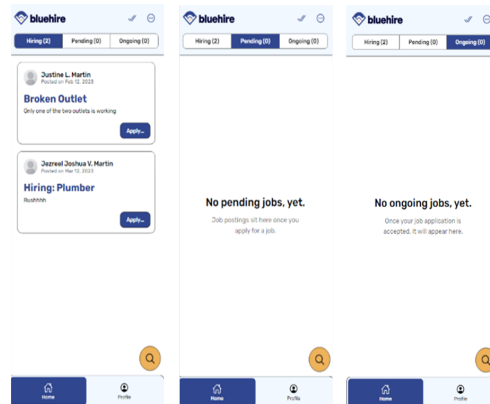 bluehire
Hiring (2) Pending (0) Ongoing (0)
Justine L. Martin
Posted on Feb 12, 2023
Broken Outlet
Only one of the two outlets is working
Apply...
Jezreel Joshua V. Martin
Posted on Mar 12, 2023
Hiring: Plumber
Rushhhh
Apply...
Home Profile
bluehire
Hiring (2) Pending (0) Ongoing (0)
No pending jobs, yet.
Job postings sit here once you
apply for a job.
Home Profile
bluehire
Hiring (2) Pending (0) Ongoing (0)
No ongoing jobs, yet.
Once your job application is
accepted, it will appear here.
Home Profile